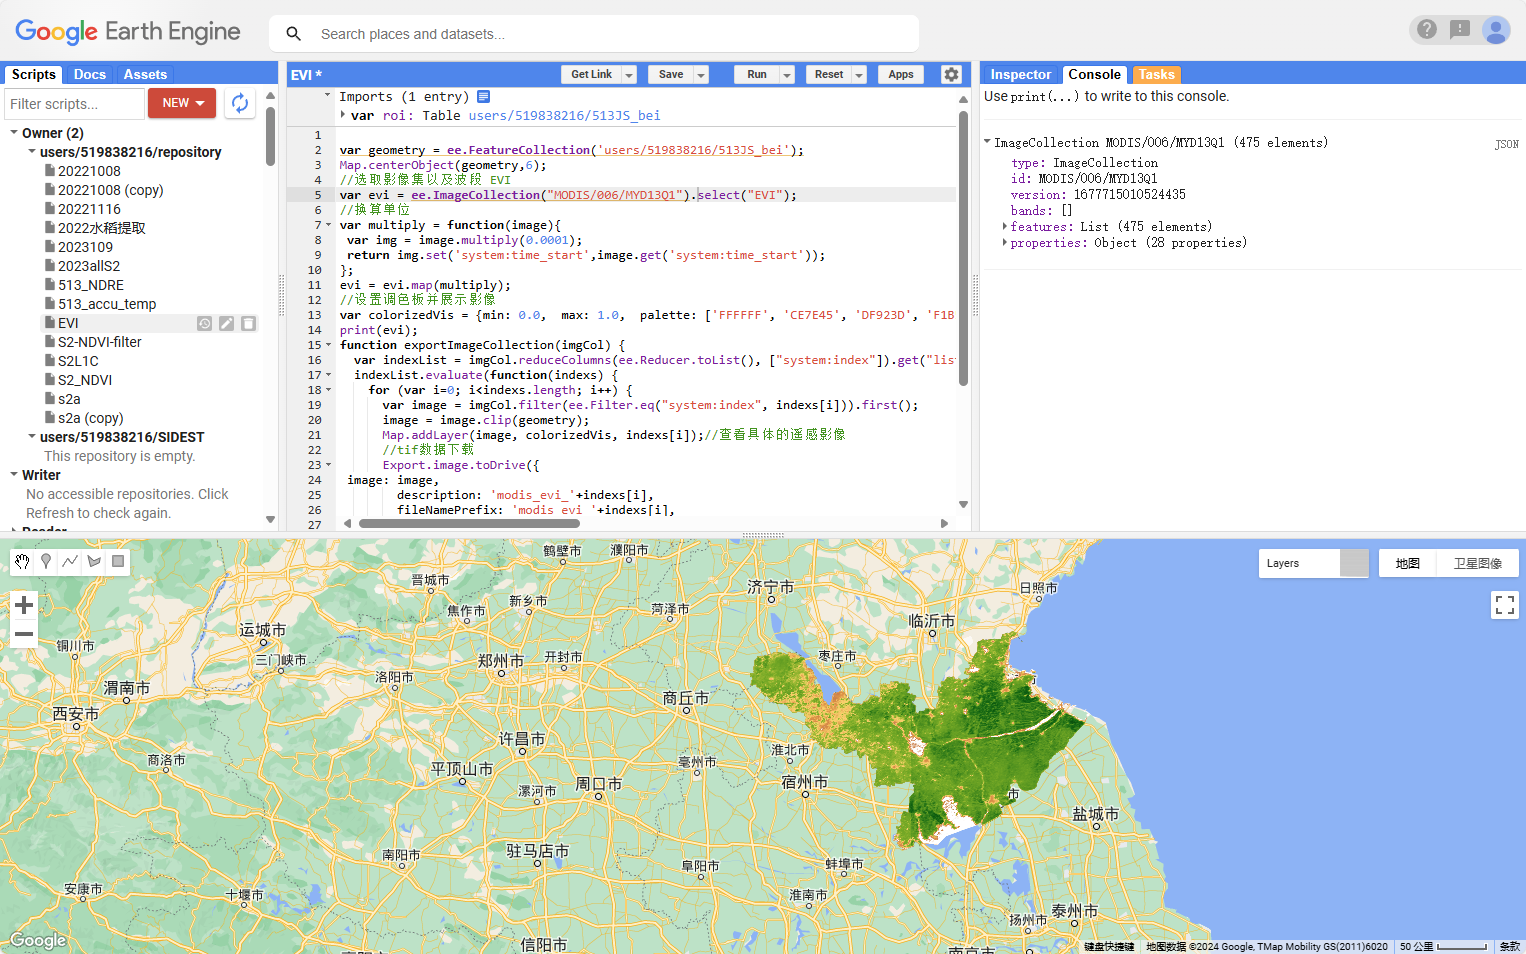 Google Earth Engine
Search places and datasets...
Scripts Docs Assets
Filter scripts...
NEW
Owner (2)
users/519838216/repository
20221008
20221008 (copy)
20221116
2022水稻提取
2023109
2023allS2
513_NDRE
513_accu_temp
EVI
S2-NDVI-filter
S2L1C
S2_NDVI
s2a
s2a (copy)
users/519838216/SIDEST
This repository is empty.
Writer
No accessible repositories. Click
Refresh to check again.
Reader
EVI *
Get Link Save Run Reset Apps
Imports (1 entry)
var roi: Table users/519838216/513JS_bei
1
2 var geometry = ee.FeatureCollection('users/519838216/513JS_bei');
3 Map.centerObject(geometry,6);
4 //选取影像集以及波段 EVI
5 var evi = ee.ImageCollection("MODIS/006/MYD13Q1").select("EVI");
6 //换算单位
7 var multiply = function(image){
8 var img = image.multiply(0.0001);
9 return img.set('system:time_start',image.get('system:time_start'));
10 };
11 evi = evi.map(multiply);
12 //设置调色板并展示影像
13 var colorizedVis = {min: 0.0, max: 1.0, palette: ['FFFFFF', 'CE7E45', 'DF923D', 'F1B
14 print(evi);
15 function exportImageCollection(imgCol) {
16 var indexList = imgCol.reduceColumns(ee.Reducer.toList(), ["system:index"]).get("lis
17 indexList.evaluate(function(indexs) {
18 for (var i=0; i<indexs.length; i++) {
19 var image = imgCol.filter(ee.Filter.eq("system:index", indexs[i])).first();
20 image = image.clip(geometry);
21 Map.addLayer(image, colorizedVis, indexs[i]);//查看具体的遥感影像
22 //tif数据下载
23 Export.image.toDrive({
24 image: image,
25 description: 'modis_evi_'+indexs[i],
26 fileNamePrefix: 'modis_evi_'+indexs[i],
27
Inspector Console Tasks
Use print(...) to write to this console.
ImageCollection MODIS/006/MYD13Q1 (475 elements)
JSON
type: ImageCollection
id: MODIS/006/MYD13Q1
version: 1677715010524435
bands: []
features: List (475 elements)
properties: Object (28 properties)
Layers
地图 卫星图像
鹤壁市
濮阳市
晋城市
济宁市
日照市
新乡市
焦作市
菏泽市
临沂市
运城市
铜川市
三门峡市
郑州市
开封市
枣庄市
渭南市
洛阳市
商丘市
西安市
许昌市
淮北市
商洛市
平顶山市
亳州市
宿州市
漯河市
周口市
市
盐城市
驻马店市
南阳市
阜阳市
蚌埠市
安康市
十堰市
淮南市
扬州市
泰州市
信阳市
南京市
Google
键盘快捷键 地图数据 ©2024 Google, TMap Mobility GS(2011)6020 50 公里 条款